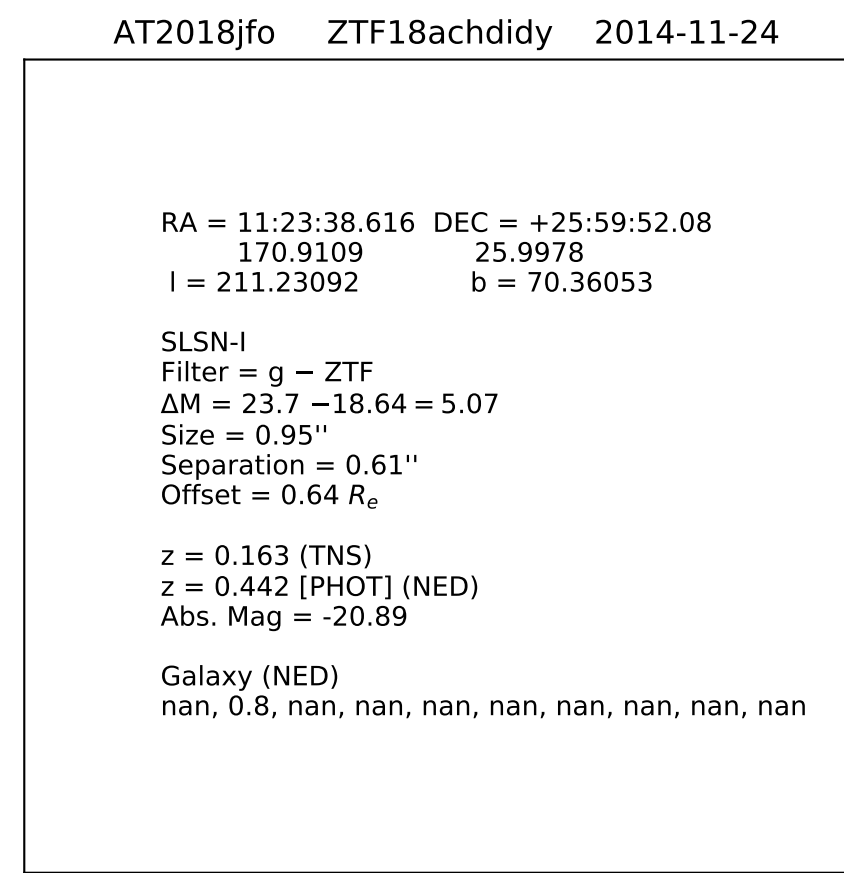 AT2018jfo ZTF18achdidy 2014-11-24
RA = 11:23:38.616 DEC = +25:59:52.08
170.9109 25.9978
l = 211.23092 b = 70.36053
SLSN-I
Filter = g − ZTF
ΔM = 23.7 −18.64 = 5.07
Size = 0.95''
Separation = 0.61''
Offset = 0.64 Rₑ
z = 0.163 (TNS)
z = 0.442 [PHOT] (NED)
Abs. Mag = -20.89
Galaxy (NED)
nan, 0.8, nan, nan, nan, nan, nan, nan, nan, nan